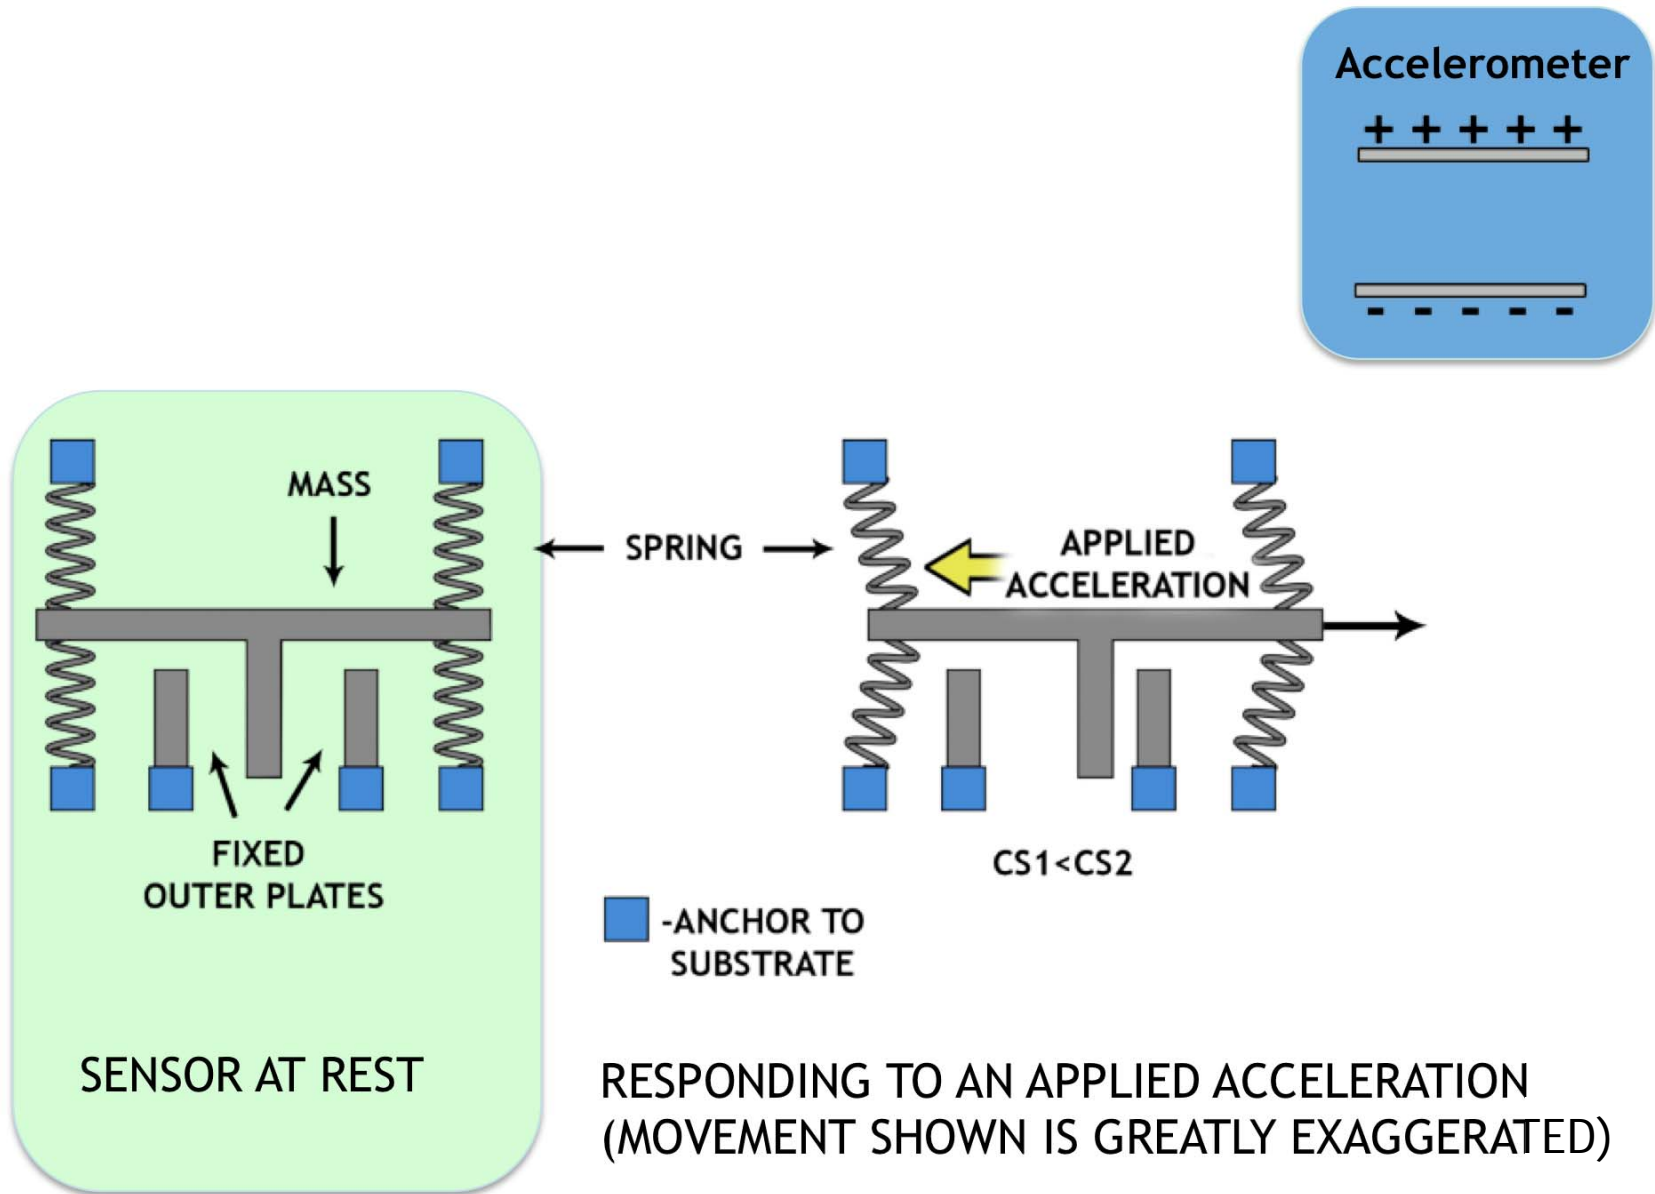 Accelerometer
+ + + + +
- - - - -
MASS
SPRING
APPLIED
ACCELERATION
FIXED
OUTER PLATES
CS1<CS2
-ANCHOR TO
SUBSTRATE
SENSOR AT REST
RESPONDING TO AN APPLIED ACCELERATION
(MOVEMENT SHOWN IS GREATLY EXAGGERATED)